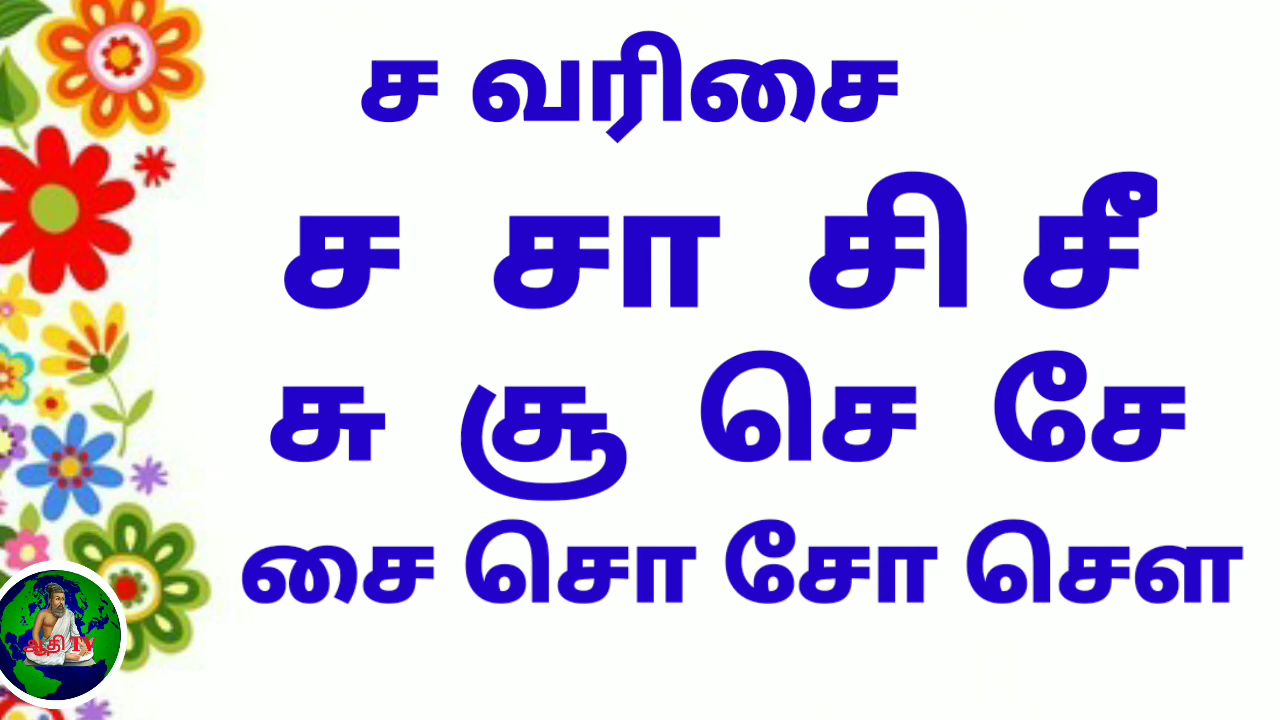 ச வரிசை
ச சா சி சீ
சு சூ செ சே
சை சொ சோ சௌ
ஆதி TV